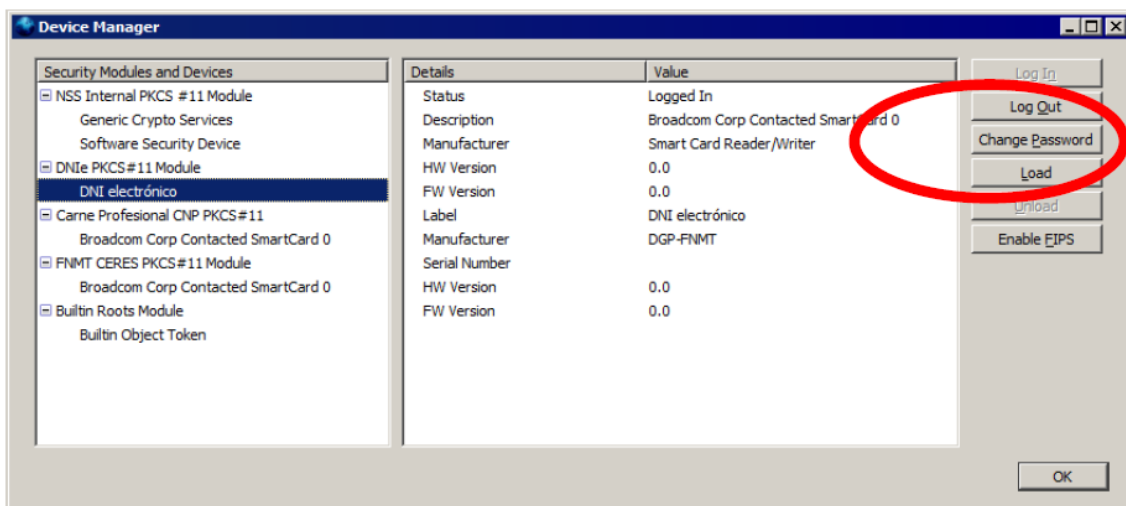 Device Manager
Security Modules and Devices
NSS Internal PKCS #11 Module
Generic Crypto Services
Software Security Device
DNIe PKCS#11 Module
DNI electrónico
Carne Profesional CNP PKCS#11
Broadcom Corp Contacted SmartCard 0
FNMT CERES PKCS#11 Module
Broadcom Corp Contacted SmartCard 0
Builtin Roots Module
Builtin Object Token
Details Value
Status Logged In
Description Broadcom Corp Contacted SmartCard 0
Manufacturer Smart Card Reader/Writer
HW Version 0.0
FW Version 0.0
Label DNI electrónico
Manufacturer DGP-FNMT
Serial Number
HW Version 0.0
FW Version 0.0
Log In
Log Out
Change Password
Load
Unload
Enable FIPS
OK